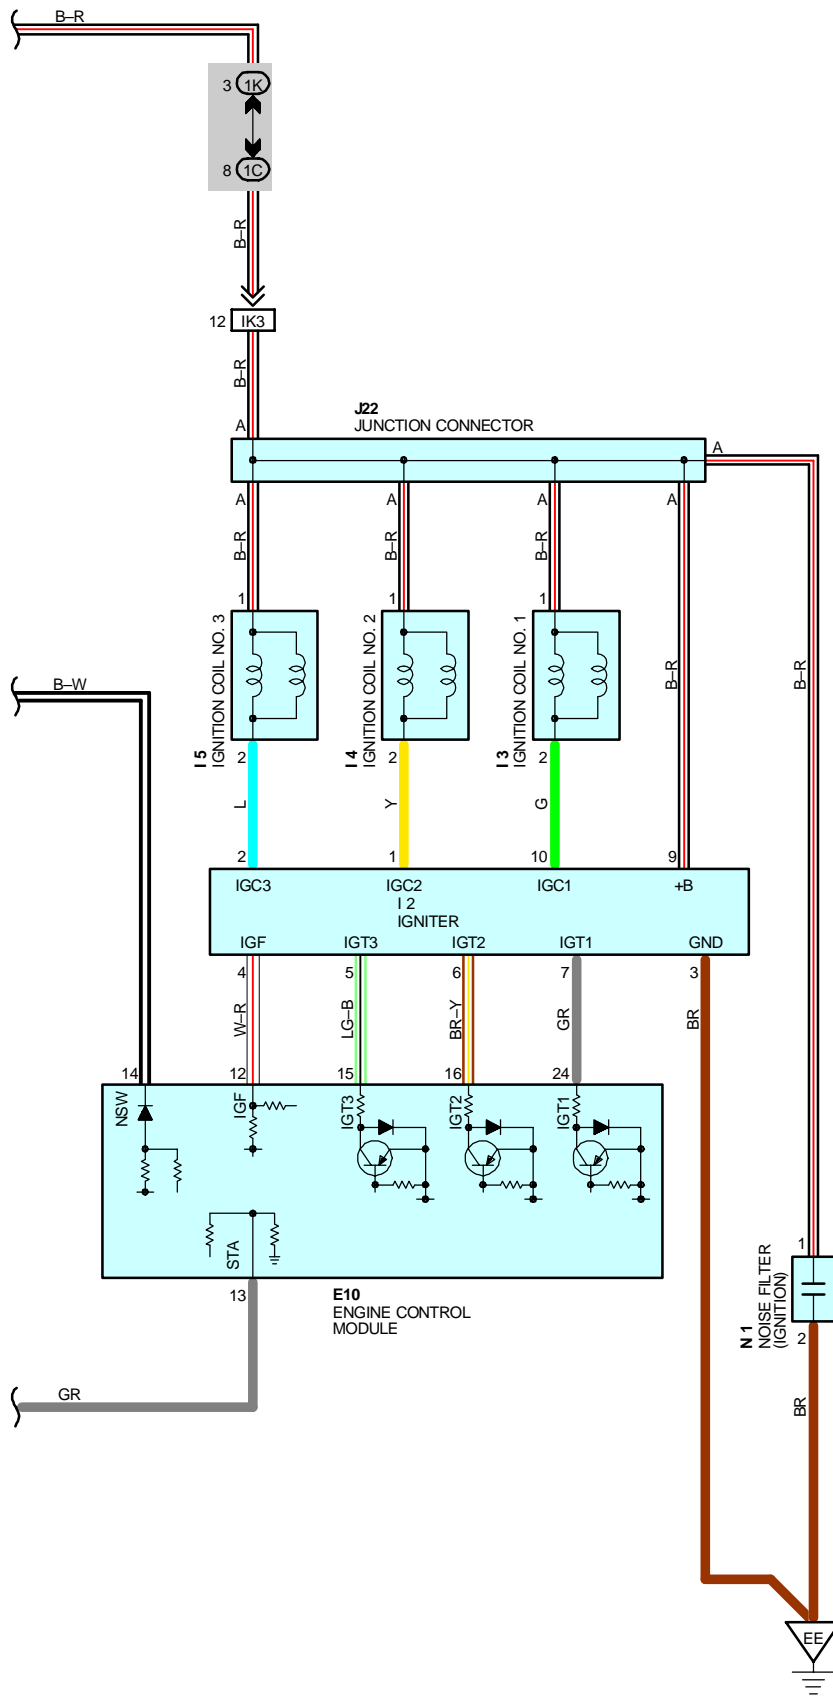 B–R
3 1K
8 1C
B–R
12 IK3
B–R
J22
JUNCTION CONNECTOR
A
A
A
A
A
A
B–R
B–R
B–R
B–R
B–R
1
1
1
I 5
IGNITION COIL NO. 3
I 4
IGNITION COIL NO. 2
I 3
IGNITION COIL NO. 1
B–W
2
2
2
L
Y
G
2
1
10
9
IGC3
IGC2
IGC1
+B
I 2
IGNITER
IGF
IGT3
IGT2
IGT1
GND
4
5
6
7
3
W–R
LG–B
BR–Y
GR
BR
14
12
15
16
24
NSW
IGF
IGT3
IGT2
IGT1
STA
13
E10
ENGINE CONTROL
MODULE
1
N 1
NOISE FILTER
(IGNITION)
2
GR
BR
EE